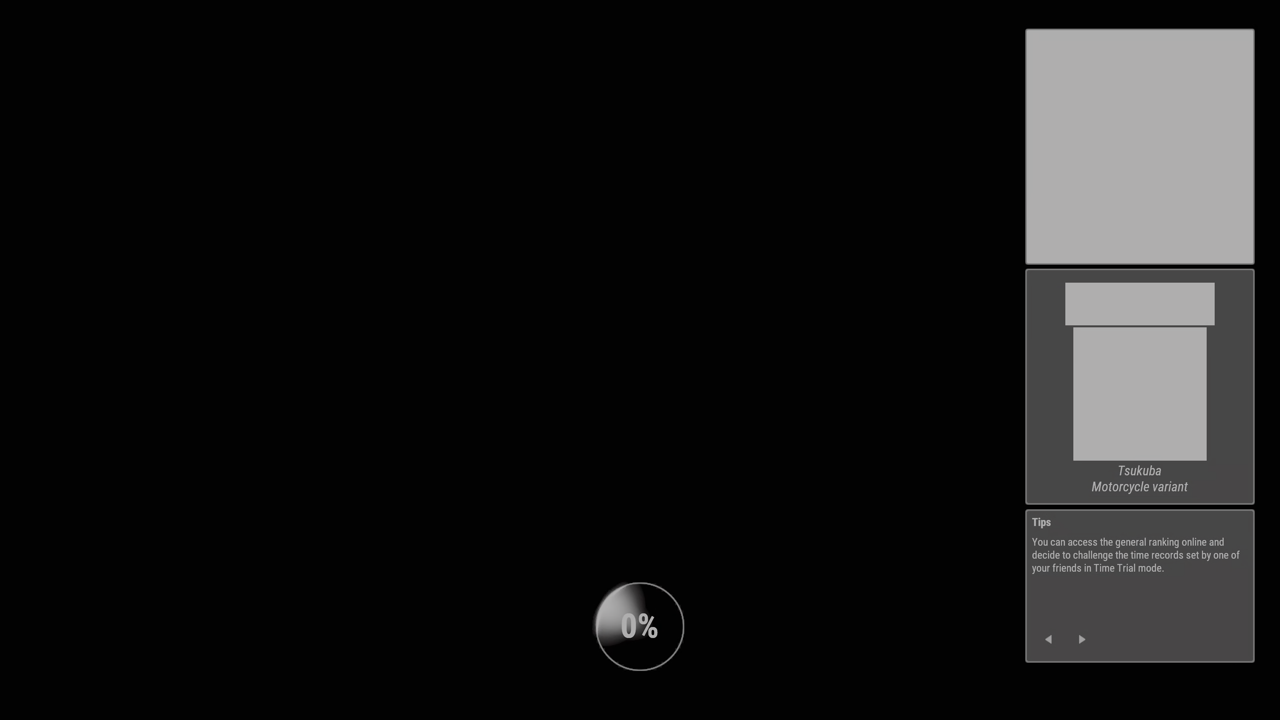 Tsukuba
Motorcycle variant
Tips
You can access the general ranking online and
decide to challenge the time records set by one of
your friends in Time Trial mode.
0%